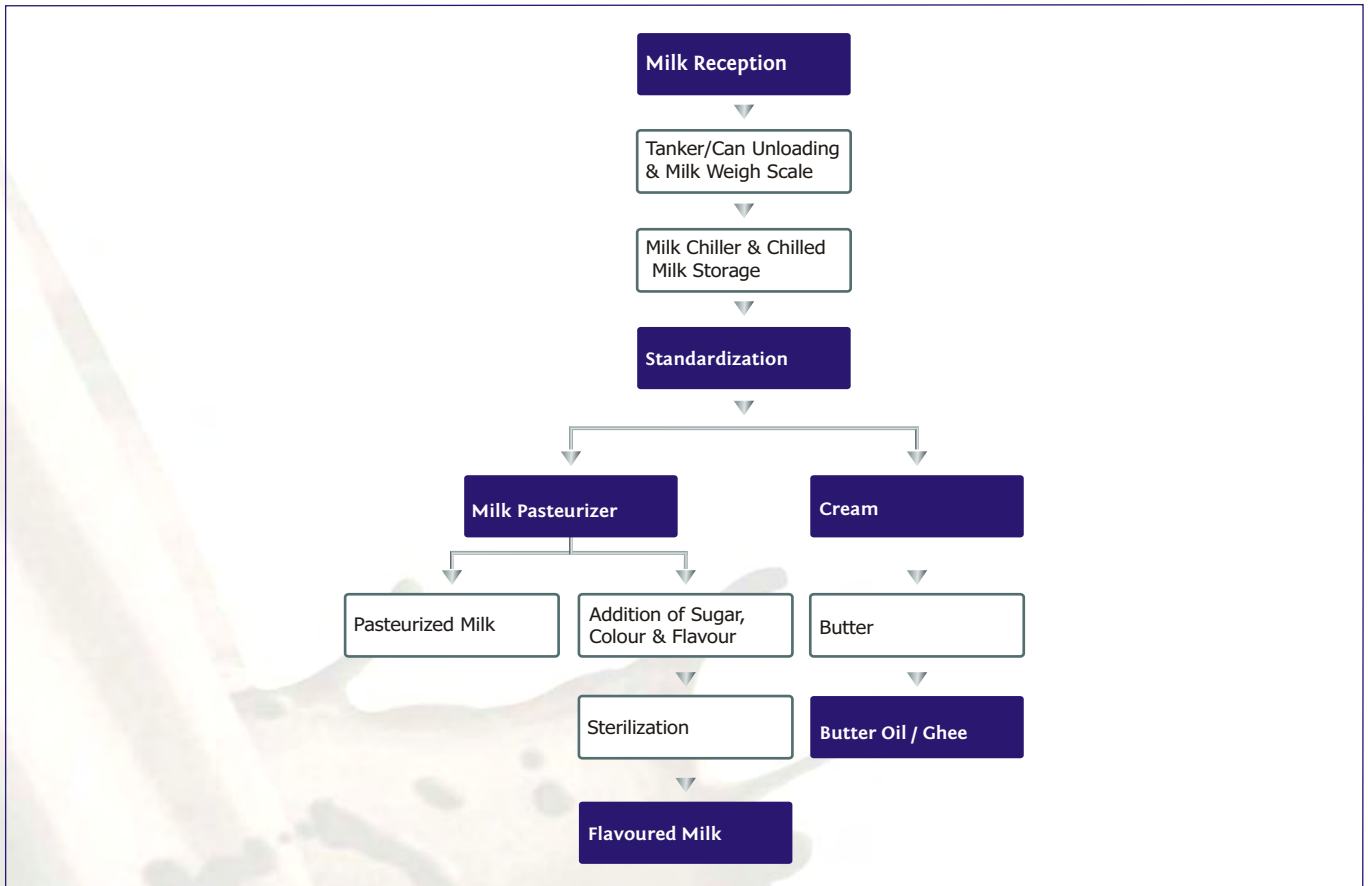 Milk Reception
Tanker/Can Unloading
& Milk Weigh Scale
Milk Chiller & Chilled
Milk Storage
Standardization
Milk Pasteurizer
Cream
Pasteurized Milk
Addition of Sugar,
Colour & Flavour
Butter
Sterilization
Butter Oil / Ghee
Flavoured Milk